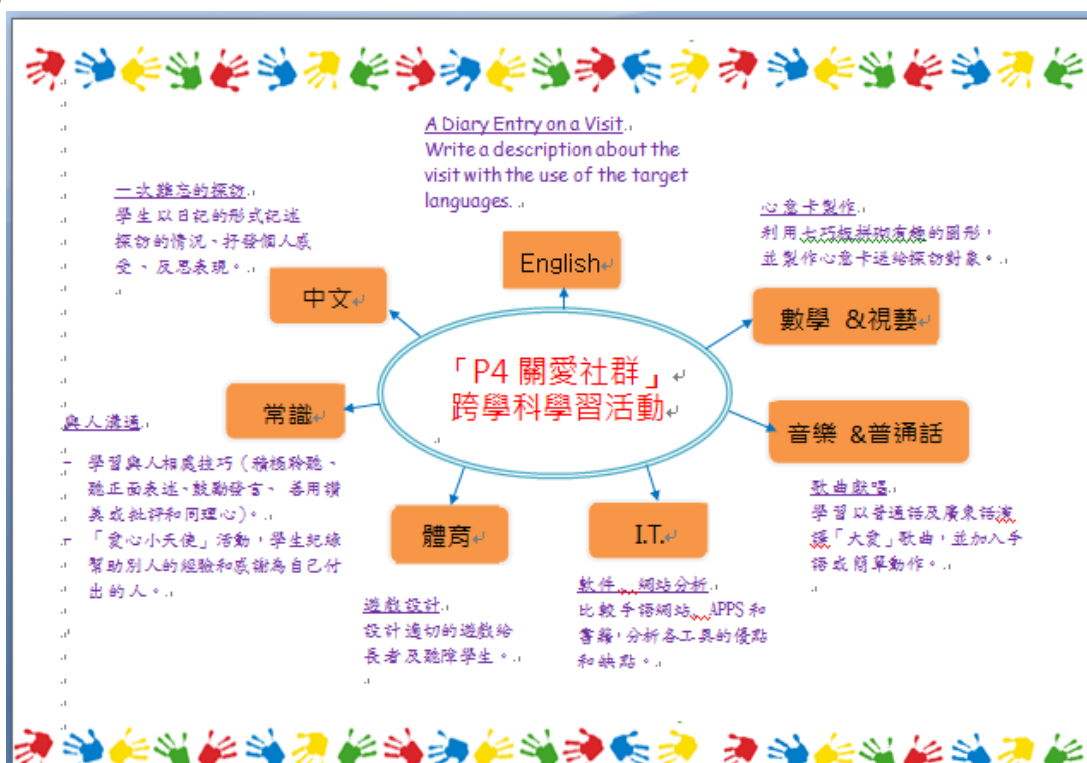 A Diary Entry on a Visit
Write a description about the
visit with the use of the target
languages.
English
一次難忘的探訪
學生以日記的形式記述
探訪的情況、抒發個人感
受、反思表現。
中文
心意卡製作
利用七巧板拼砌有趣的圖形，
並製作心意卡送給探訪對象。
數學 &視藝
「P4 關愛社群」
跨學科學習活動
常識
與人溝通
- 學習與人相處技巧（積極聆聽、
聽正面表述、鼓勵發言、 善用讚
美或批評和同理心)。
- 「愛心小天使」活動，學生紀錄
幫助別人的經驗和感謝為自己付
出的人。
音樂 &普通話
歌曲獻唱
學習以普通話及廣東話演
譯「大愛」歌曲，並加入手
語或簡單動作。
體育
遊戲設計
設計適切的遊戲給
長者及聽障學生。
I.T.
軟件、網站分析
比較手語網站、APPS 和
書籍，分析各工具的優點
和缺點。